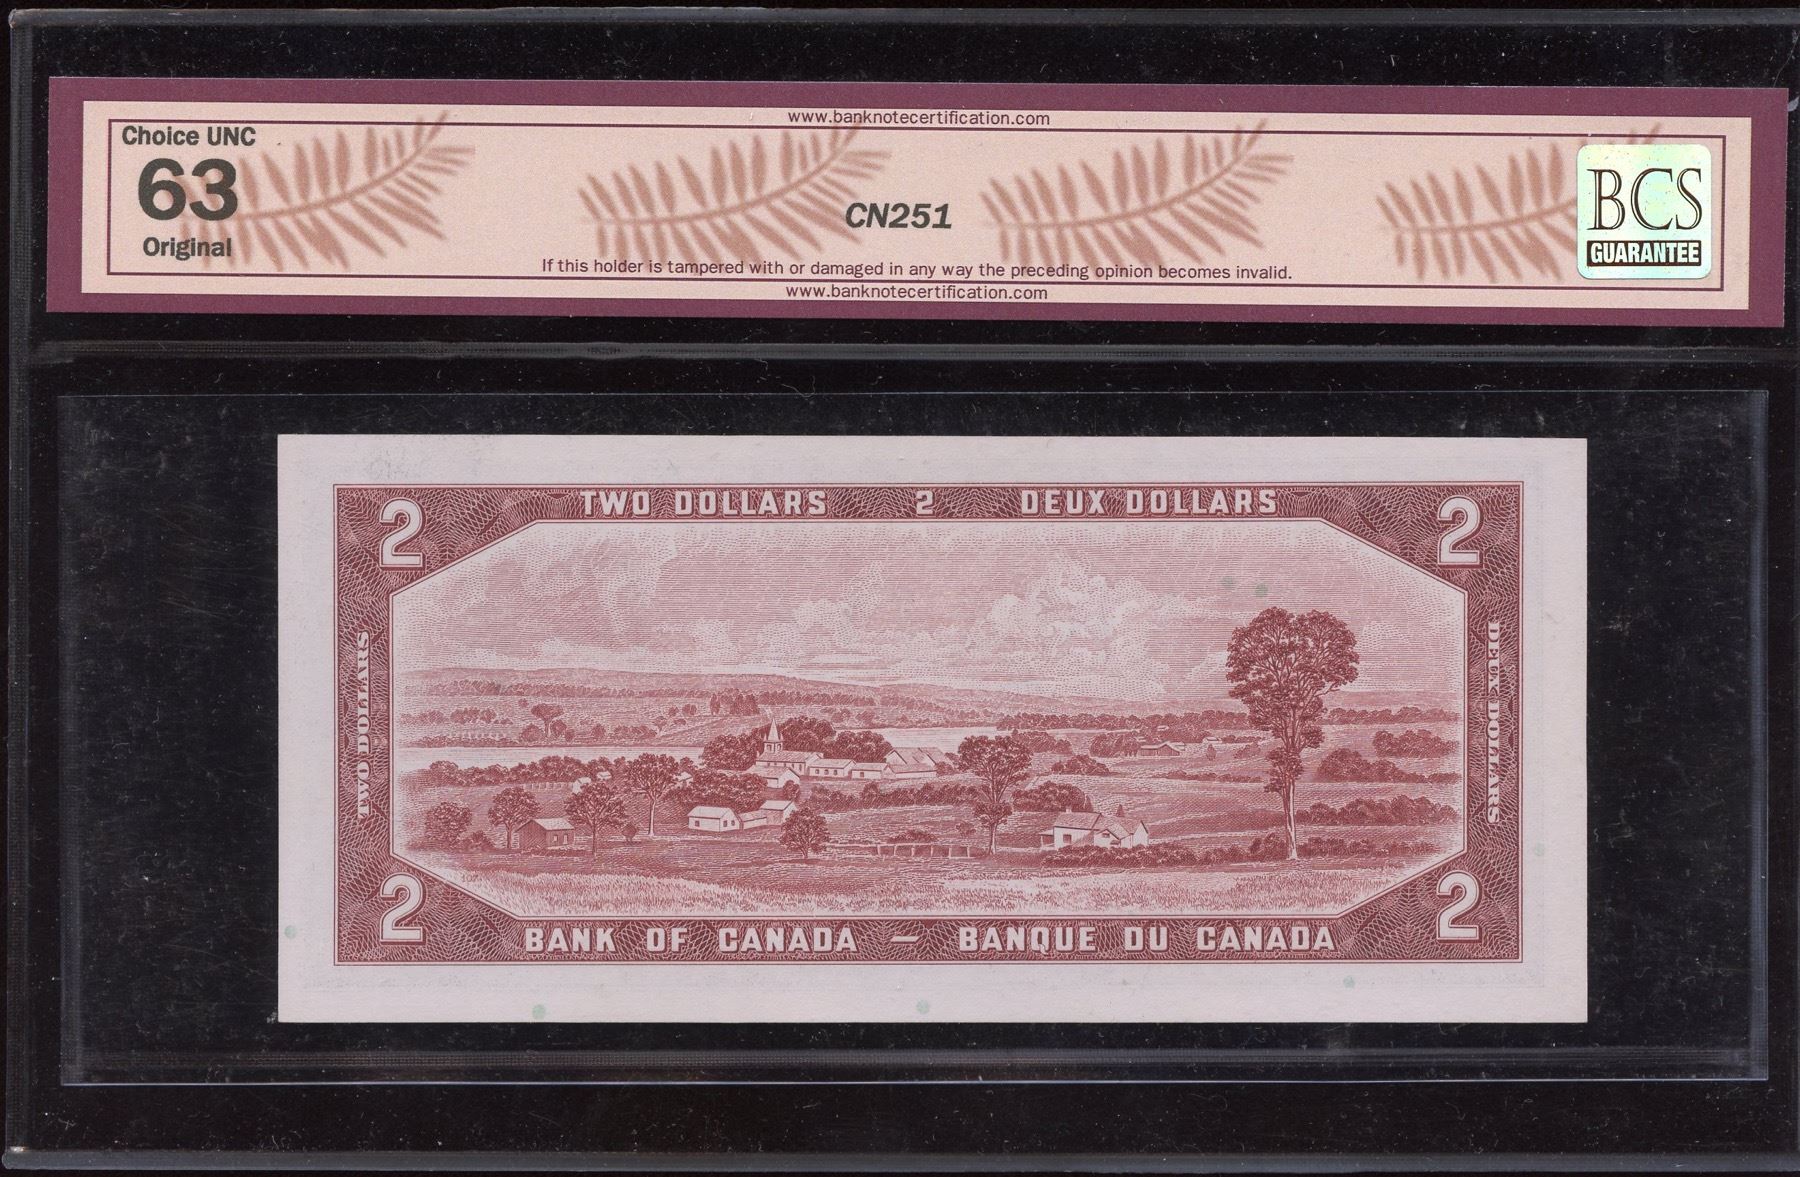 www.banknotecertification.com
Choice UNC
63
Original
CN251
BCS
GUARANTEE
If this holder is tampered with or damaged in any way the preceding opinion becomes invalid.
www.banknotecertification.com
2 TWO DOLLARS 2 DEUX DOLLARS 2
TWO DOLLARS
DEUX DOLLARS
2 BANK OF CANADA – BANQUE DU CANADA 2